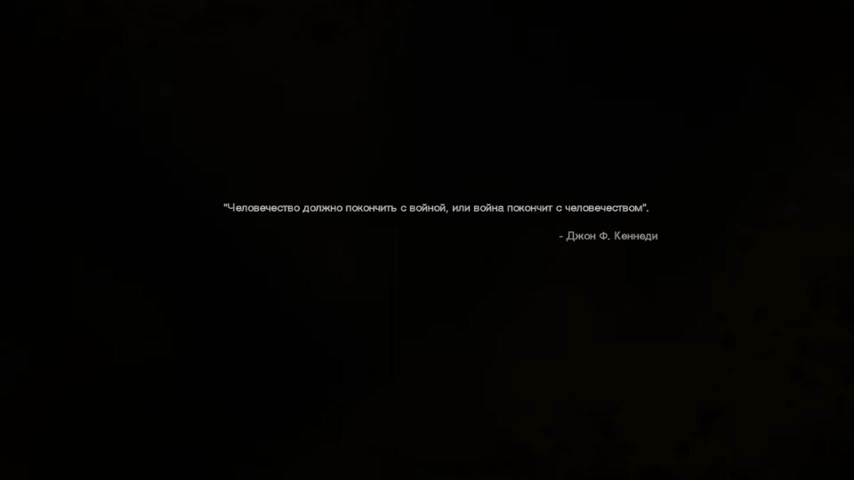 "Человечество должно покончить с войной, или война покончит с человечеством".
- Джон Ф. Кеннеди